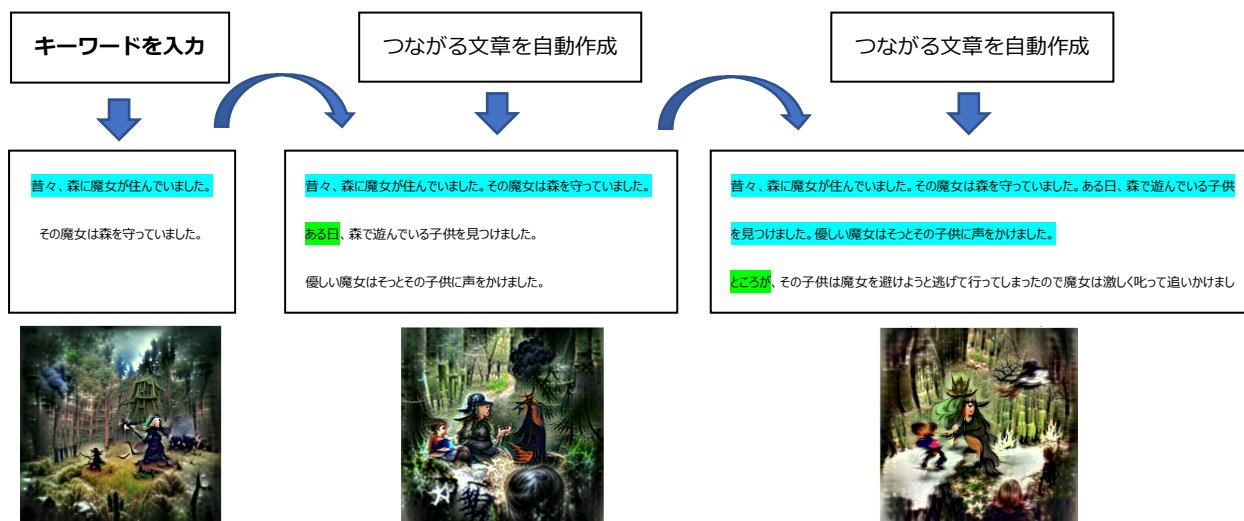 キーワードを入力
つながる文章を自動作成
つながる文章を自動作成
昔々、森に魔女が住んでいました。
その魔女は森を守っていました。
昔々、森に魔女が住んでいました。その魔女は森を守っていました。
ある日、森で遊んでいる子供を見つけました。
優しい魔女はそっとその子供に声をかけました。
昔々、森に魔女が住んでいました。その魔女は森を守っていました。ある日、森で遊んでいる子供
を見つけました。優しい魔女はそっとその子供に声をかけました。
ところが、その子供は魔女を避けようと逃げて行ってしまったので魔女は激しく叱って追いかけまし